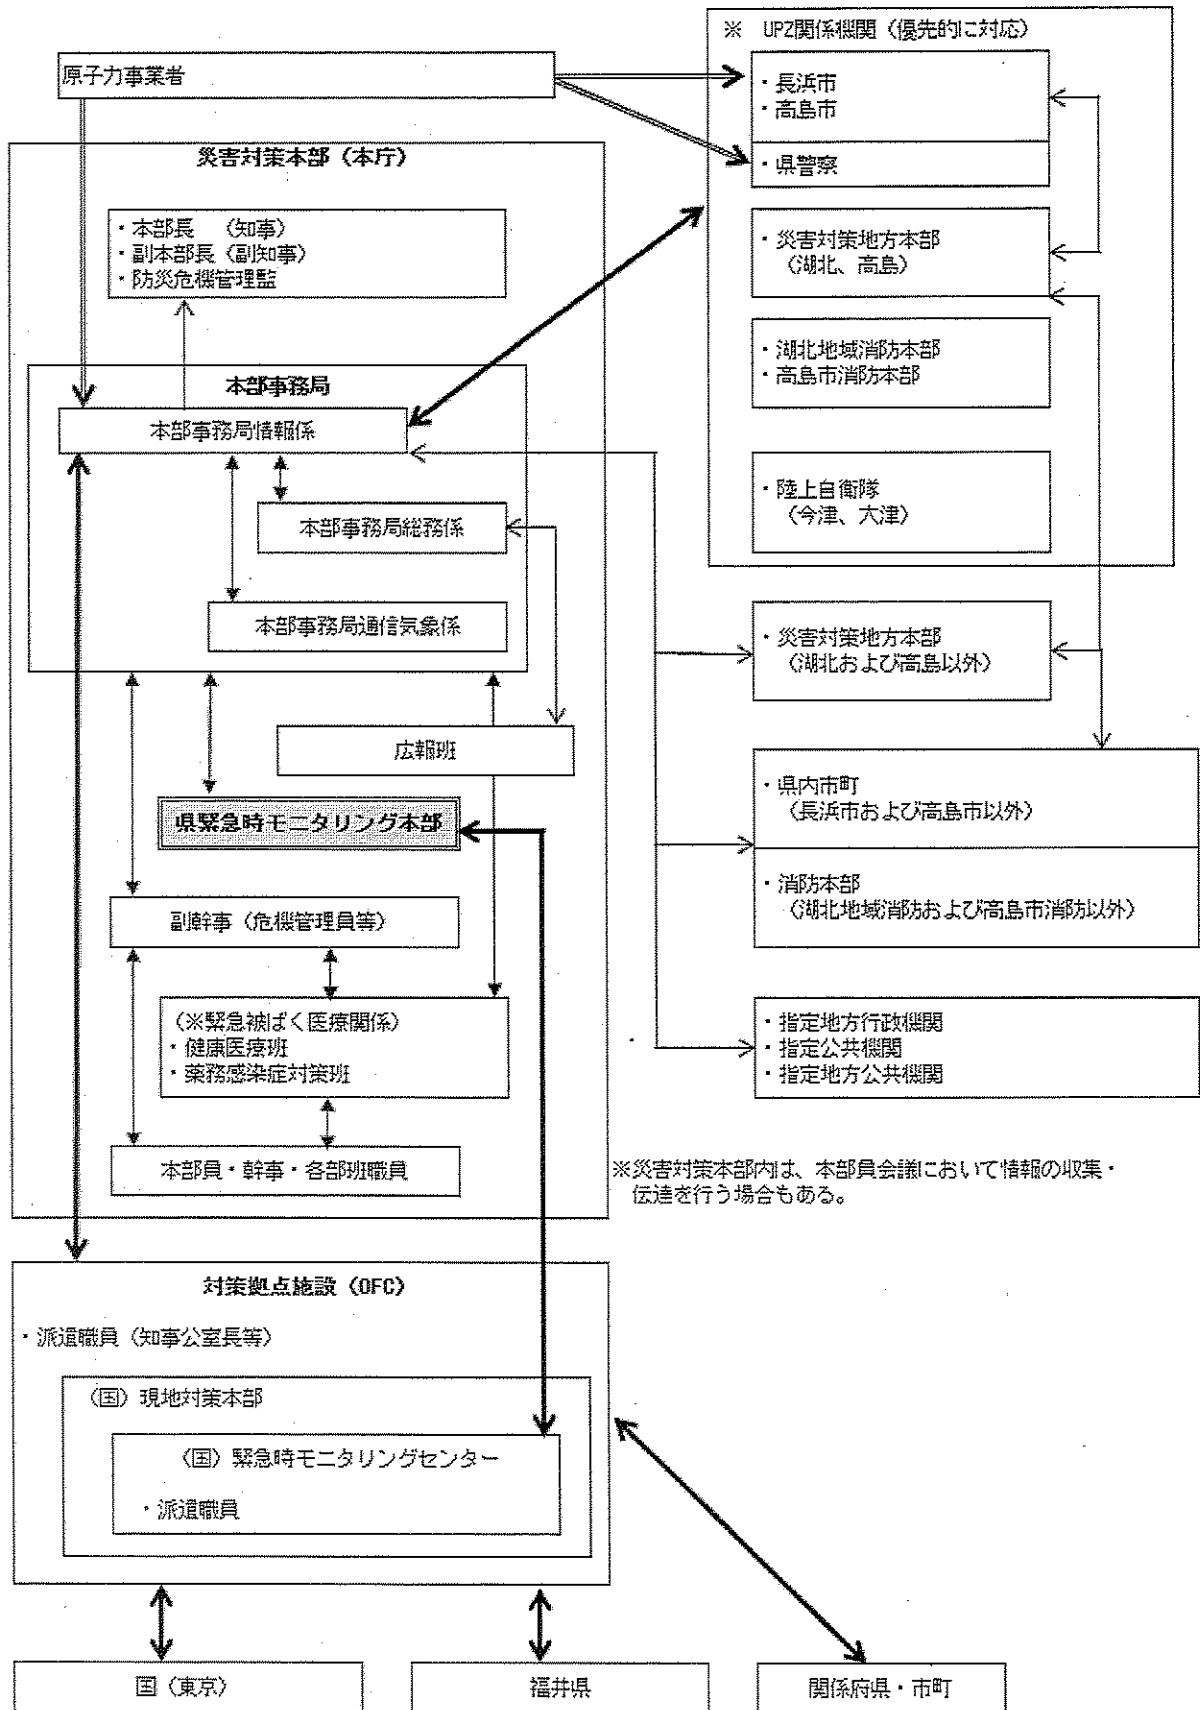 原子力事業者
災害対策本部（本庁）
・本部長　（知事）
・副本部長（副知事）
・防災危機管理監
本部事務局
本部事務局情報係
本部事務局総務係
本部事務局通信気象係
広報班
県緊急時モニタリング本部
副幹事（危機管理員等）
（※緊急被ばく医療関係）
・健康医療班
・薬務感染症対策班
本部員・幹事・各部班職員
※　UPZ関係機関（優先的に対応）
・長浜市
・高島市
・県警察
・災害対策地方本部
（湖北、高島）
・湖北地域消防本部
・高島市消防本部
・陸上自衛隊
（今津、大津）
・災害対策地方本部
（湖北および高島以外）
・県内市町
（長浜市および高島市以外）
・消防本部
（湖北地域消防および高島市消防以外）
・指定地方行政機関
・指定公共機関
・指定地方公共機関
※災害対策本部内は、本部員会議において情報の収集・
伝達を行う場合もある。
対策拠点施設（OFC）
・派遣職員（知事公室長等）
（国）現地対策本部
（国）緊急時モニタリングセンター
・派遣職員
国（東京）
福井県
関係府県・市町